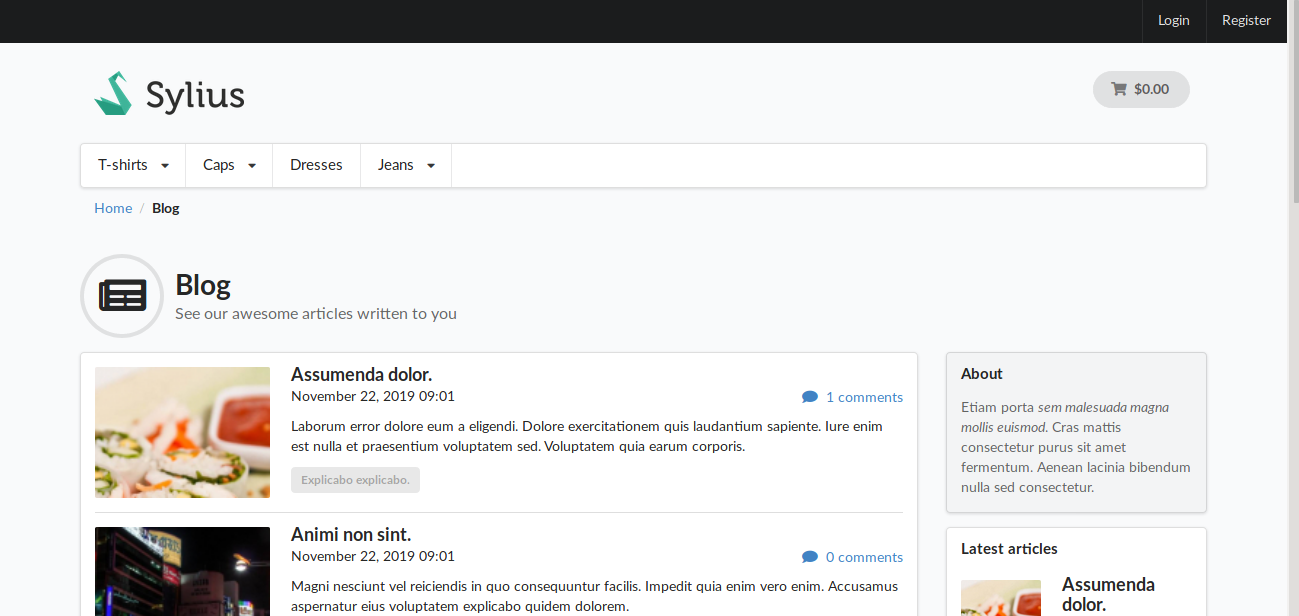 Login
Register
Sylius
$0.00
T-shirts
Caps
Dresses
Jeans
Home / Blog
Blog
See our awesome articles written to you
Assumenda dolor.
November 22, 2019 09:01
1 comments
Laborum error dolore eum a eligendi. Dolore exercitationem quis laudantium sapiente. Iure enim
est nulla et praesentium voluptatem sed. Voluptatem quia earum corporis.
Explicabo explicabo.
Animi non sint.
November 22, 2019 09:01
0 comments
Magni nesciunt vel reiciendis in quo consequuntur facilis. Impedit quia enim vero enim. Accusamus
aspernatur eius voluptatem explicabo quidem dolorem.
About
Etiam porta sem malesuada magna
mollis euismod. Cras mattis
consectetur purus sit amet
fermentum. Aenean lacinia bibendum
nulla sed consectetur.
Latest articles
Assumenda
dolor.